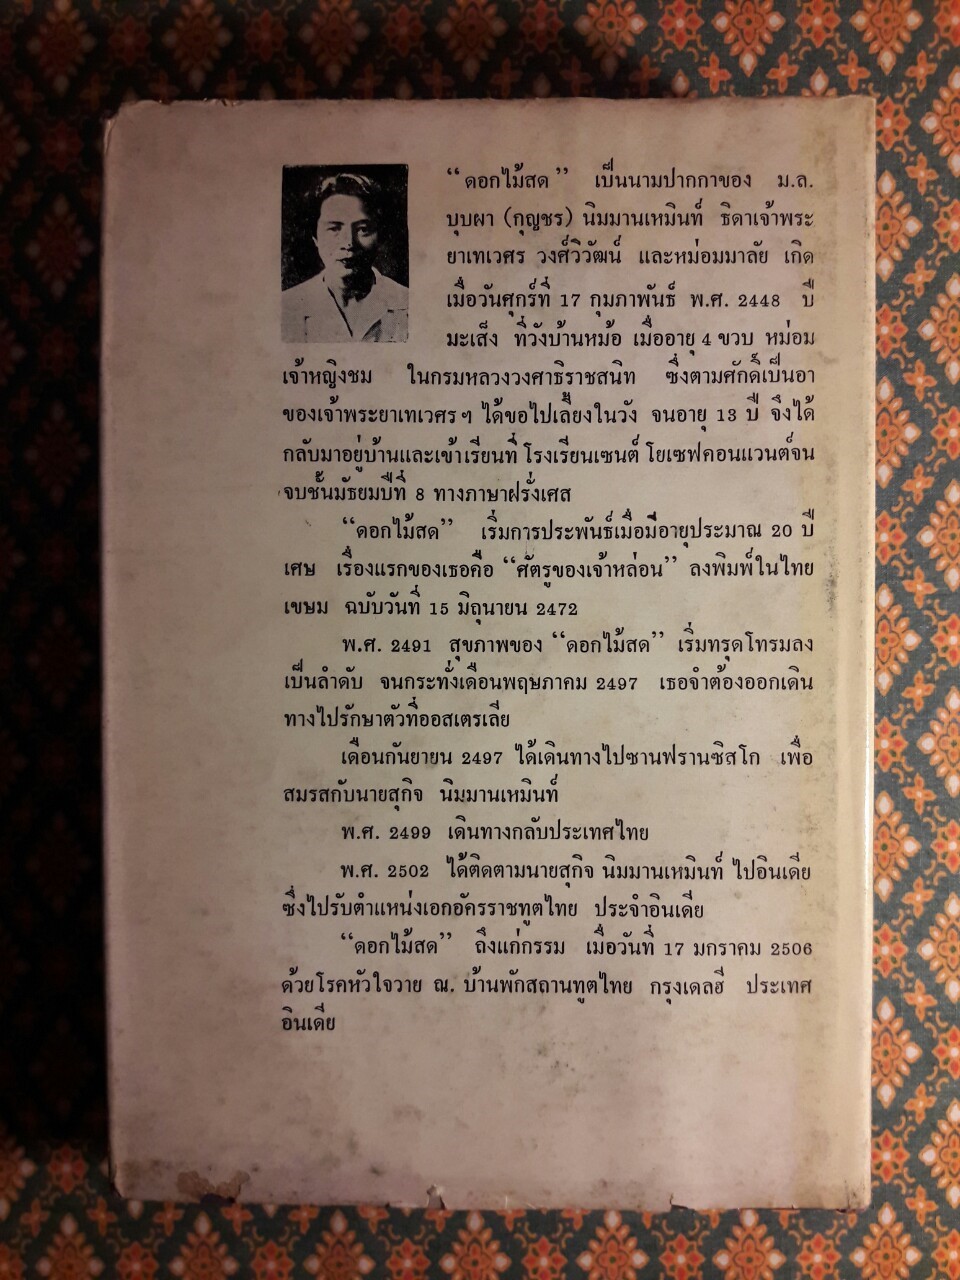 “ดอกไม้สด” เป็นนามปากกาของ ม.ล.
บุบผา (กุญชร) นิมมานเหมินท์ ธิดาเจ้าพระ
ยาเทเวศร วงศ์วิวัฒน์ และหม่อมมาลัย เกิด
เมื่อวันศุกร์ที่ 17 กุมภาพันธ์ พ.ศ. 2448 ปี
มะเส็ง ที่วังบ้านหม้อ เมื่ออายุ 4 ขวบ หม่อม
เจ้าหญิงชม ในกรมหลวงวงศาธิราชสนิท ซึ่งตามศักดิ์เป็นอา
ของเจ้าพระยาเทเวศรฯ ได้ขอไปเลี้ยงในวัง จนอายุ 13 ปี จึงได้
กลับมาอยู่บ้านและเข้าเรียนที่ โรงเรียนเซนต์ โยเซฟคอนแวนต์จน
จบชั้นมัธยมปีที่ 8 ทางภาษาฝรั่งเศส
“ดอกไม้สด” เริ่มการประพันธ์เมื่อมีอายุประมาณ 20 ปี
เศษ เรื่องแรกของเธอคือ “ศัตรูของเจ้าหล่อน” ลงพิมพ์ในไทย
เขษม ฉบับวันที่ 15 มิถุนายน 2472
พ.ศ. 2491 สุขภาพของ “ดอกไม้สด” เริ่มทรุดโทรมลง
เป็นลำดับ จนกระทั่งเดือนพฤษภาคม 2497 เธอจำต้องออกเดิน
ทางไปรักษาตัวที่ออสเตรเลีย
เดือนกันยายน 2497 ได้เดินทางไปซานฟรานซิสโก เพื่อ
สมรสกับนายสุกิจ นิมมานเหมินท์
พ.ศ. 2499 เดินทางกลับประเทศไทย
พ.ศ. 2502 ได้ติดตามนายสุกิจ นิมมานเหมินท์ ไปอินเดีย
ซึ่งไปรับตำแหน่งเอกอัครราชทูตไทย ประจำอินเดีย
“ดอกไม้สด” ถึงแก่กรรม เมื่อวันที่ 17 มกราคม 2506
ด้วยโรคหัวใจวาย ณ. บ้านพักสถานทูตไทย กรุงเดลฮี ประเทศ
อินเดีย